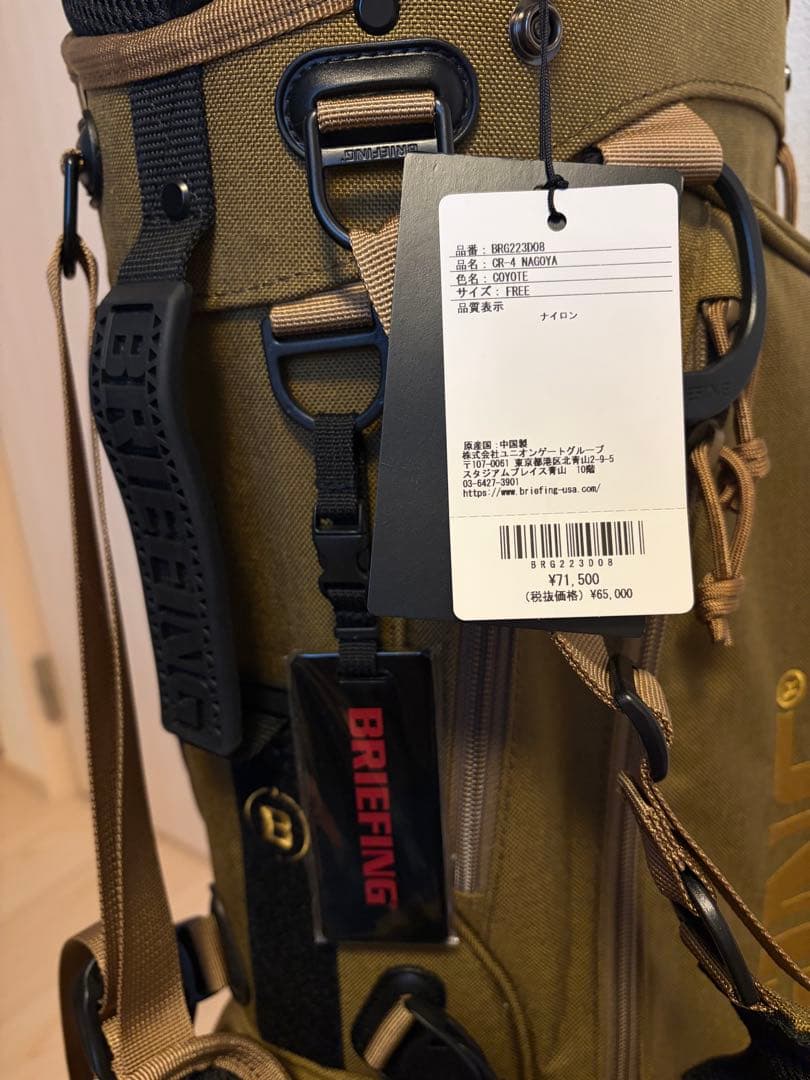 BRIEFING
品番: BRG223D08
品名: CR-4 NAGOYA
色名: COYOTE
サイズ: FREE
品質表示
ナイロン
原産国:中国製
株式会社ユニオンゲートグループ
〒107-0061 東京都港区北青山2-9-5
スタジアムプレイス青山 10階
03-6427-3901
https://www.briefing-usa.com/
BRG223D08
¥71,500
(税抜価格) ¥65,000
BRIEFING
BRIEFING